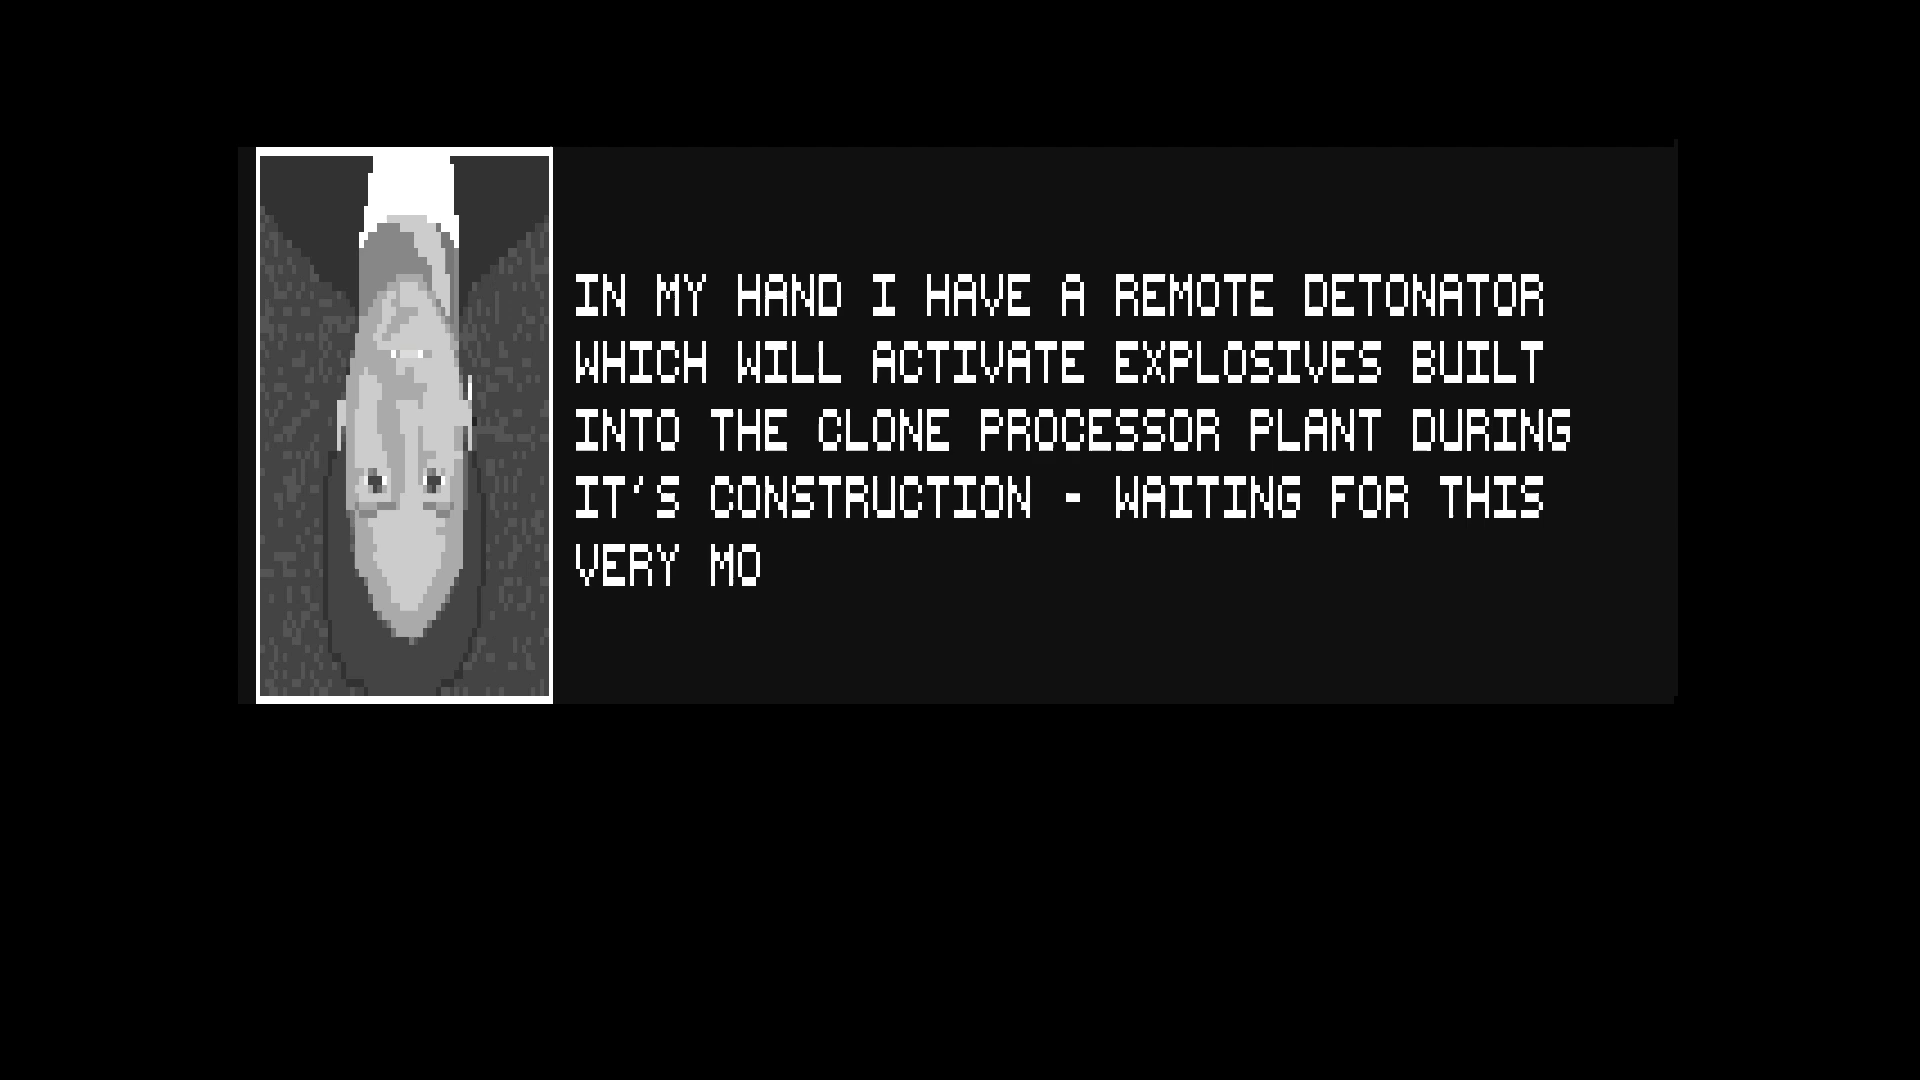 IN MY HAND I HAVE A REMOTE DETONATOR
WHICH WILL ACTIVATE EXPLOSIVES BUILT
INTO THE CLONE PROCESSOR PLANT DURING
IT'S CONSTRUCTION - WAITING FOR THIS
VERY MO